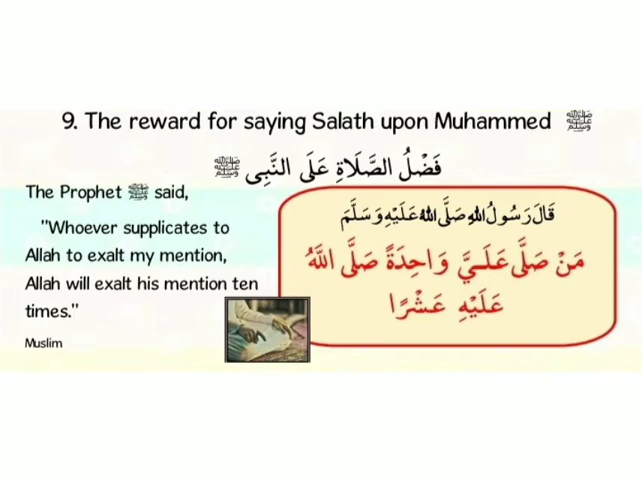 9. The reward for saying Salath upon Muhammed ﷺ
فَضْلُ الصَّلَاةِ عَلَى النَّبِى ﷺ
The Prophet ﷺ said,
"Whoever supplicates to
Allah to exalt my mention,
Allah will exalt his mention ten
times."
Muslim
قَالَ رَسُولُ اللهِ صَلَّى اللهُ عَلَيْهِ وَسَلَّمَ
مَنْ صَلَّى عَلَـيَّ وَاحِدَةً صَلَّى اللَّهُ
عَلَيْهِ عَشْرًا